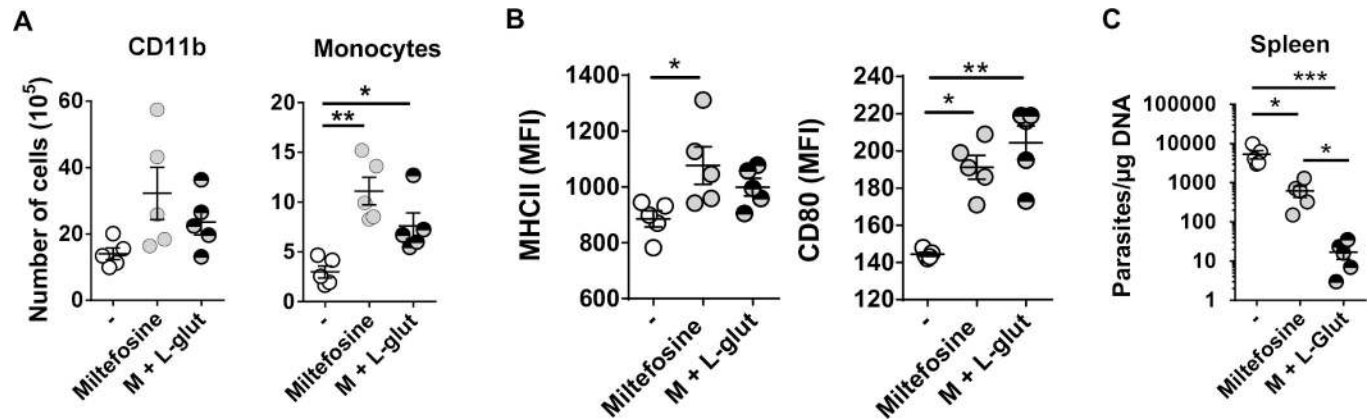 A
CD11b
Number of cells (10⁵)
60
40
20
0
-
Miltefosine
M + L-glut
Monocytes
**
*
20
15
10
5
0
-
Miltefosine
M + L-glut
B
MHCII (MFI)
*
1400
1200
1000
800
600
-
Miltefosine
M + L-glut
CD80 (MFI)
**
*
240
220
200
180
160
140
120
-
Miltefosine
M + L-glut
C
Spleen
Parasites/µg DNA
***
*
*
100000
10000
1000
100
10
1
-
Miltefosine
M + L-Glut